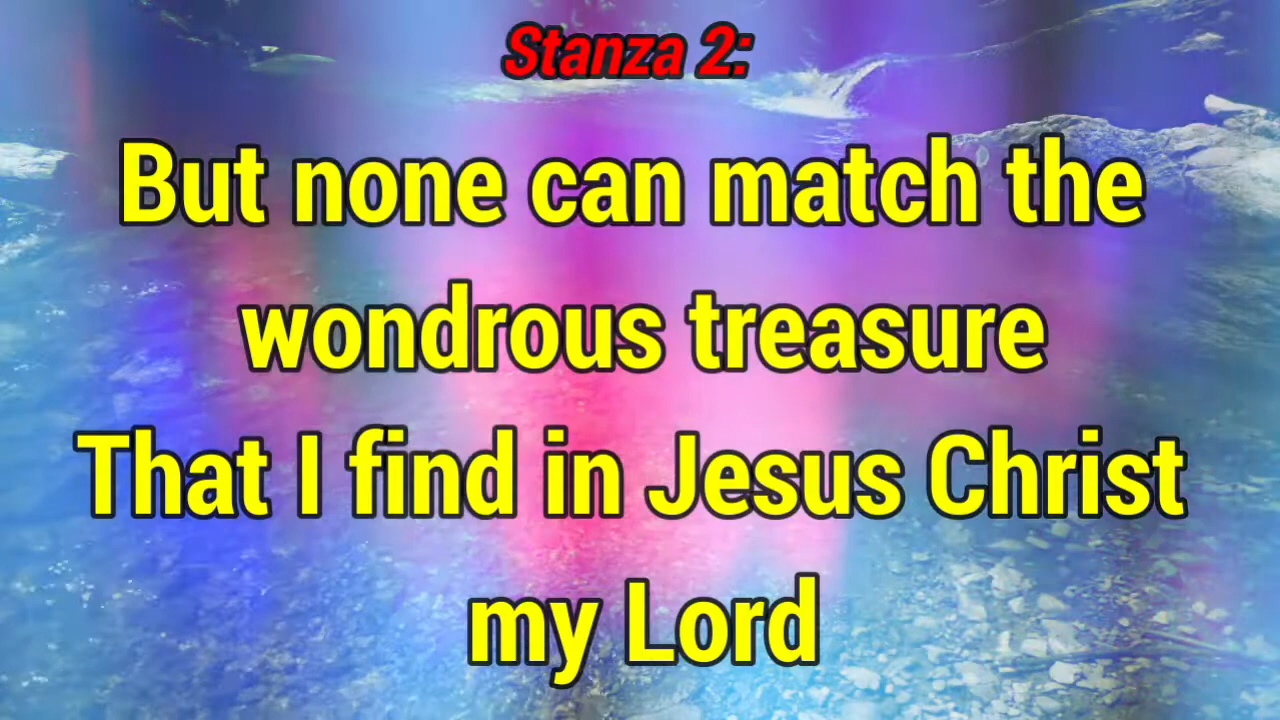 Stanza 2:
But none can match the
wondrous treasure
That I find in Jesus Christ
my Lord